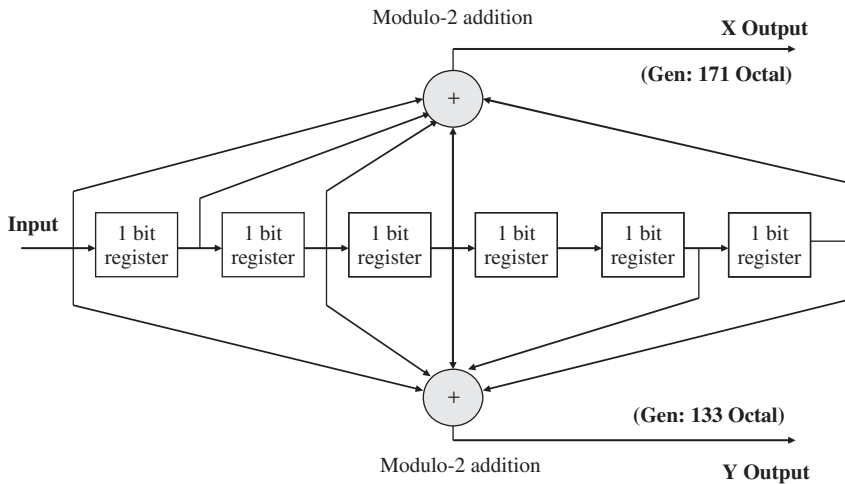 Modulo-2 addition
X Output
(Gen: 171 Octal)
+
Input
1 bit
register
1 bit
register
1 bit
register
1 bit
register
1 bit
register
1 bit
register
+
(Gen: 133 Octal)
Modulo-2 addition
Y Output